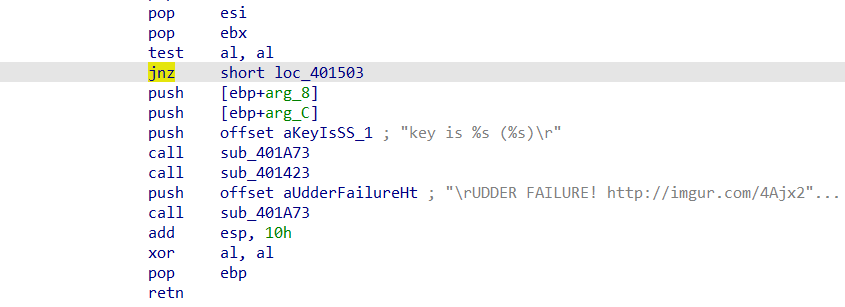 pop esi
pop ebx
test al, al
jnz short loc_401503
push [ebp+arg_8]
push [ebp+arg_C]
push offset aKeyIsSS_1 ; "key is %s (%s)\r"
call sub_401A73
call sub_401423
push offset aUdderFailureHt ; "\rUDDER FAILURE! http://imgur.com/4Ajx2"...
call sub_401A73
add esp, 10h
xor al, al
pop ebp
retn